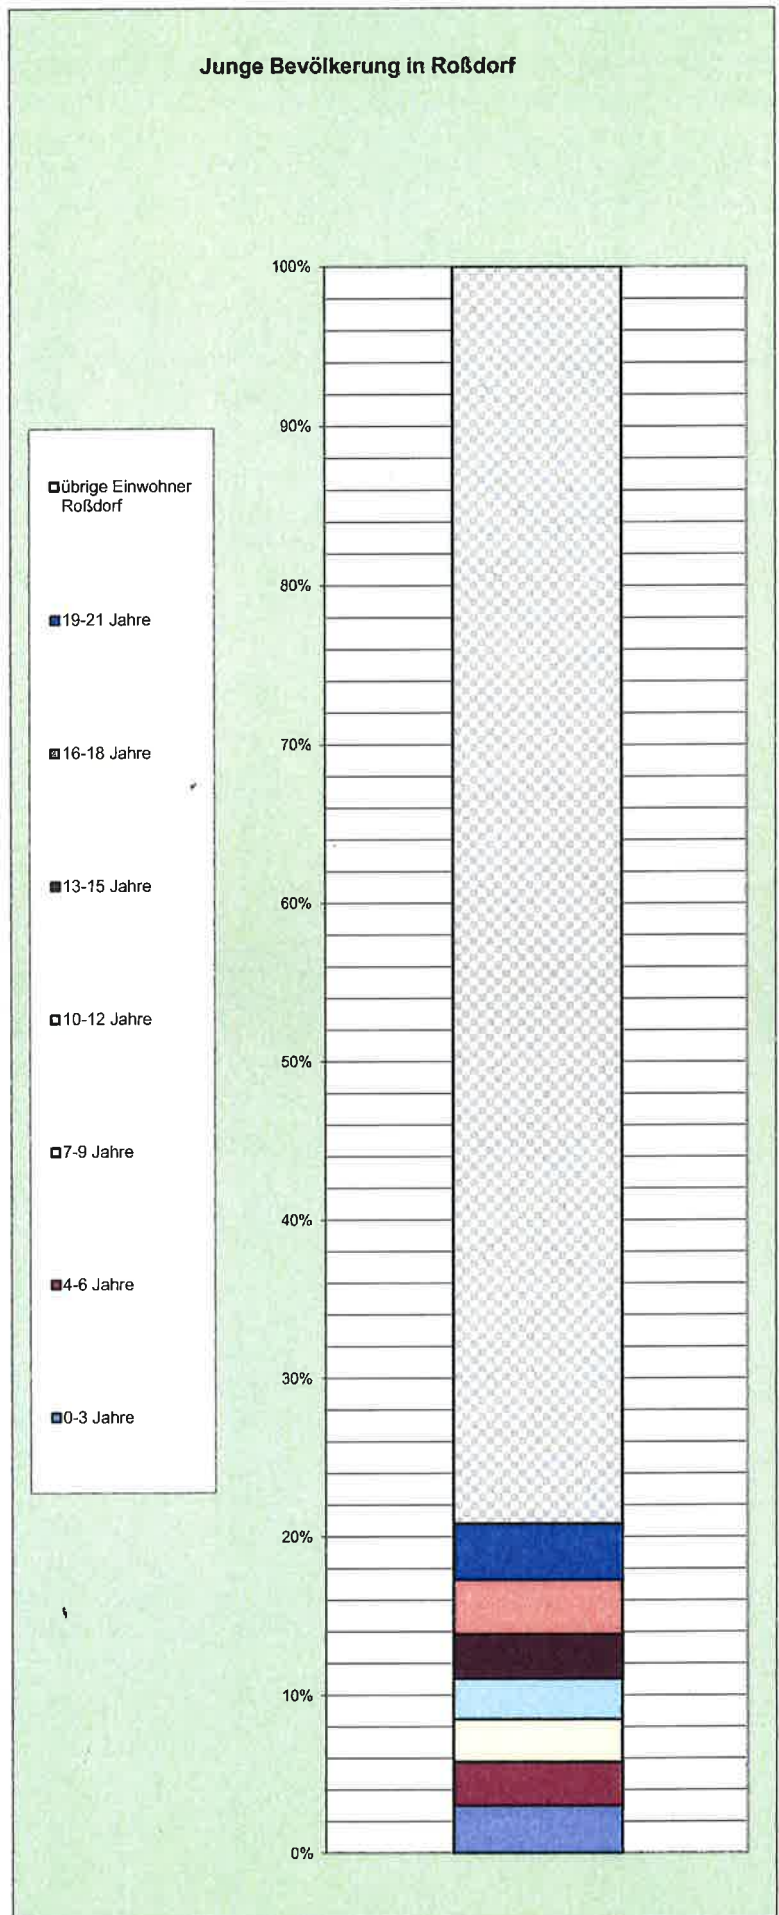 Junge Bevölkerung in Roßdorf
übrige Einwohner
Roßdorf
19-21 Jahre
16-18 Jahre
13-15 Jahre
10-12 Jahre
7-9 Jahre
4-6 Jahre
0-3 Jahre
100%
90%
80%
70%
60%
50%
40%
30%
20%
10%
0%